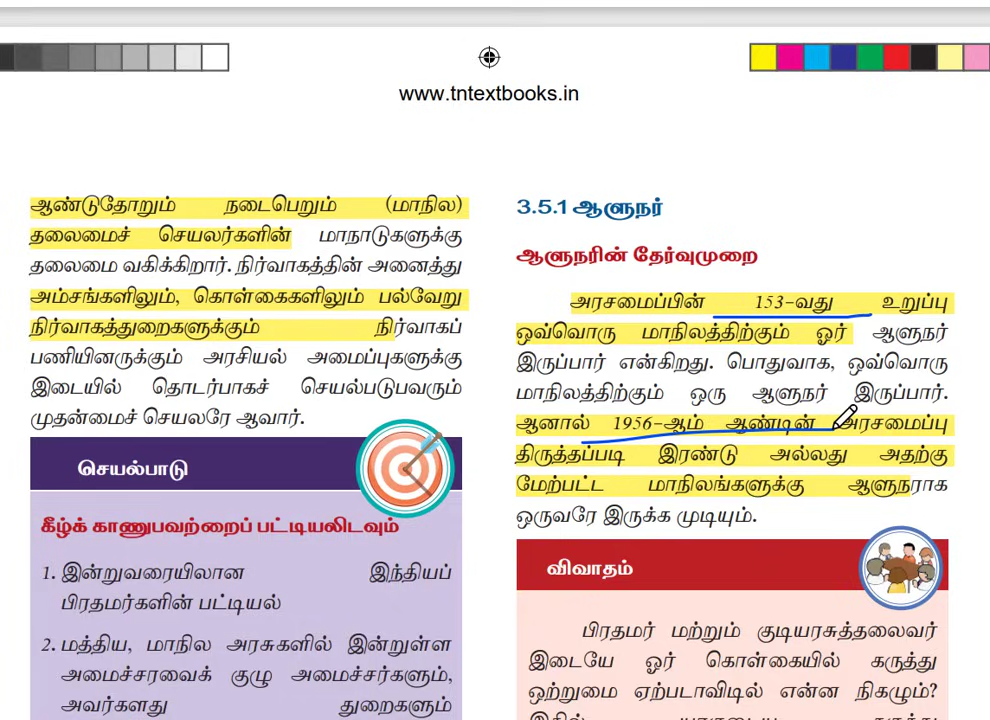 www.tntextbooks.in
ஆண்டுதோறும் நடைபெறும் (மாநில)
தலைமைச் செயலர்களின் மாநாடுகளுக்கு
தலைமை வகிக்கிறார். நிர்வாகத்தின் அனைத்து
அம்சங்களிலும், கொள்கைகளிலும் பல்வேறு
நிர்வாகத்துறைகளுக்கும் நிர்வாகப்
பணியினருக்கும் அரசியல் அமைப்புகளுக்கு
இடையில் தொடர்பாகச் செயல்படுபவரும்
முதன்மைச் செயலரே ஆவார்.
செயல்பாடு
கீழ்க் காணுபவற்றைப் பட்டியலிடவும்
1. இன்றுவரையிலான இந்தியப்
பிரதமர்களின் பட்டியல்
2. மத்திய, மாநில அரசுகளில் இன்றுள்ள
அமைச்சரவைக் குழு அமைச்சர்களும்,
அவர்களது துறைகளும்
3.5.1 ஆளுநர்
ஆளுநரின் தேர்வுமுறை
அரசமைப்பின் 153-வது உறுப்பு
ஒவ்வொரு மாநிலத்திற்கும் ஓர் ஆளுநர்
இருப்பார் என்கிறது. பொதுவாக, ஒவ்வொரு
மாநிலத்திற்கும் ஒரு ஆளுநர் இருப்பார்.
ஆனால் 1956-ஆம் ஆண்டின் அரசமைப்பு
திருத்தப்படி இரண்டு அல்லது அதற்கு
மேற்பட்ட மாநிலங்களுக்கு ஆளுநராக
ஒருவரே இருக்க முடியும்.
விவாதம்
பிரதமர் மற்றும் குடியரசுத்தலைவர்
இடையே ஓர் கொள்கையில் கருத்து
ஒற்றுமை ஏற்படாவிடில் என்ன நிகழும்?